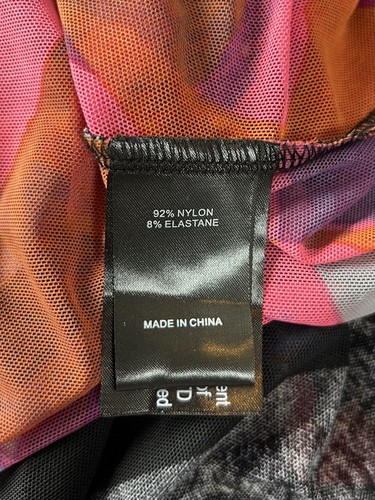 92% NYLON
8% ELASTANE
MADE IN CHINA